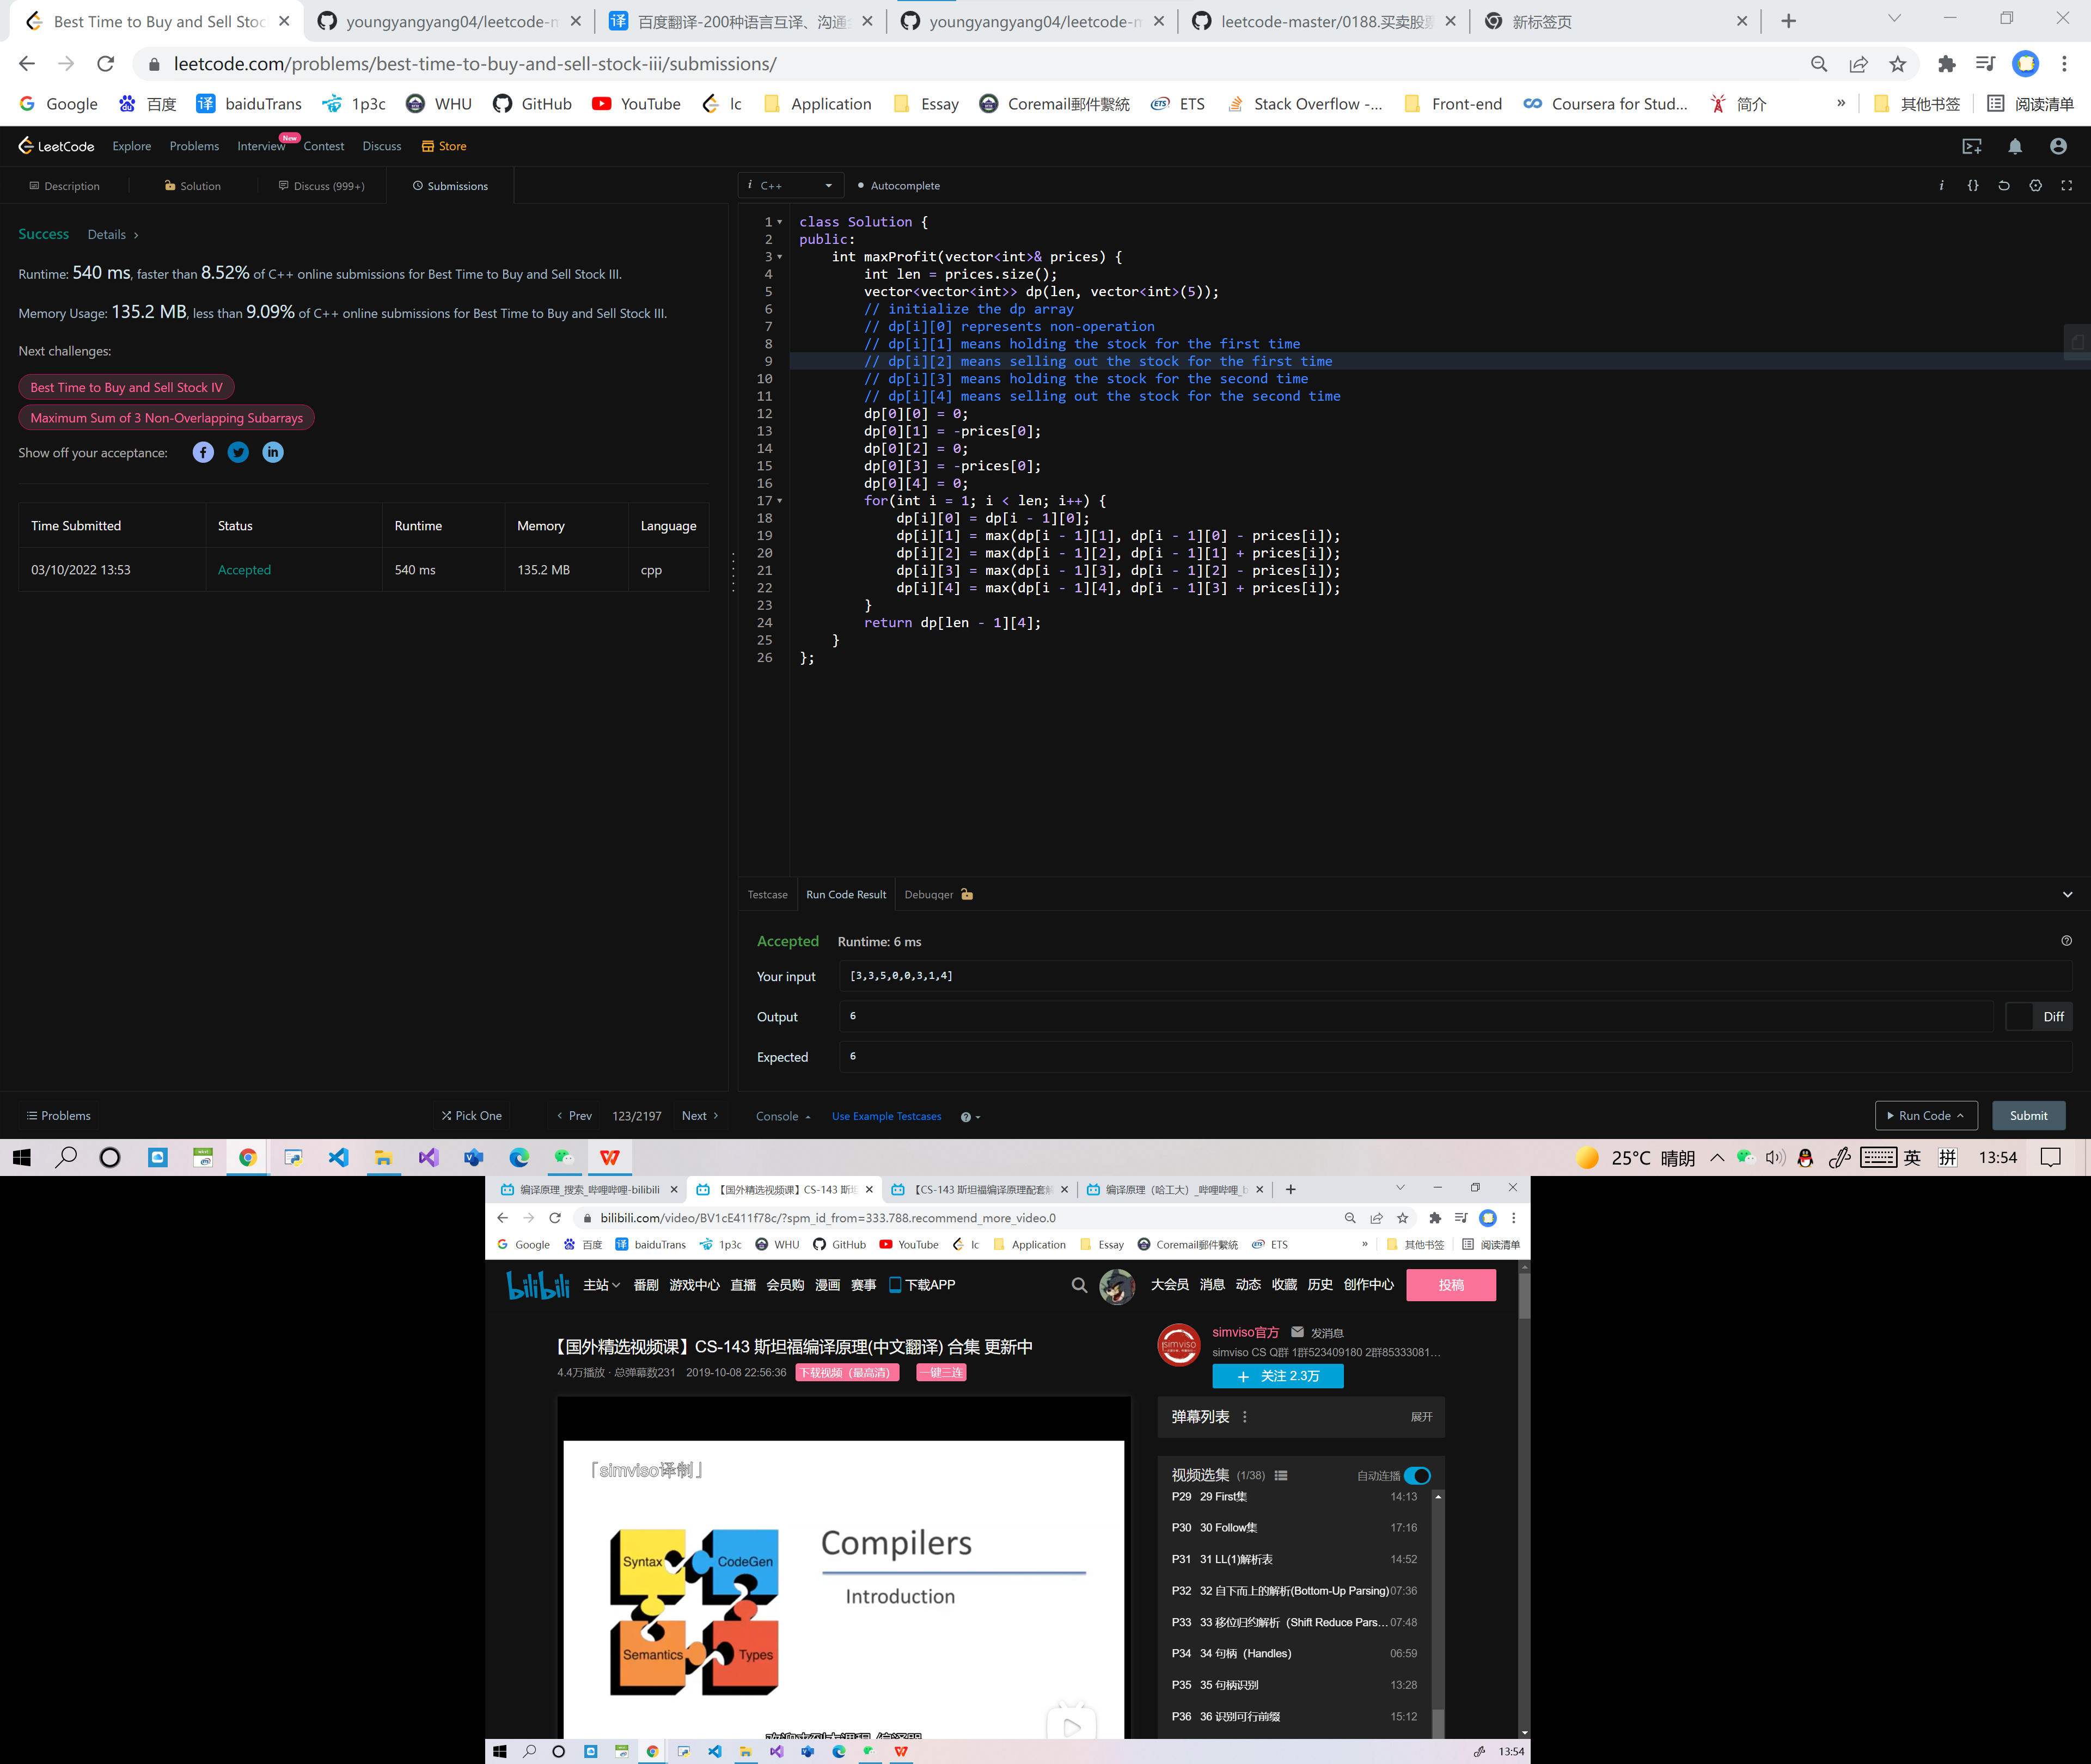 Best Time to Buy and Sell Stoc
youngyangyang04/leetcode-m
百度翻译-200种语言互译、沟通
youngyangyang04/leetcode-m
leetcode-master/0188.买卖股票
新标签页
leetcode.com/problems/best-time-to-buy-and-sell-stock-iii/submissions/
Google 百度 baiduTrans 1p3c WHU GitHub YouTube lc Application Essay Coremail郵件繫統 ETS Stack Overflow -... Front-end Coursera for Stud... 简介 » 其他书签 阅读清单
LeetCode Explore Problems Interview New Contest Discuss Store
Description Solution Discuss (999+) Submissions
Success Details >
Runtime: 540 ms, faster than 8.52% of C++ online submissions for Best Time to Buy and Sell Stock III.
Memory Usage: 135.2 MB, less than 9.09% of C++ online submissions for Best Time to Buy and Sell Stock III.
Next challenges:
Best Time to Buy and Sell Stock IV
Maximum Sum of 3 Non-Overlapping Subarrays
Show off your acceptance:
Time Submitted Status Runtime Memory Language
03/10/2022 13:53 Accepted 540 ms 135.2 MB cpp
Problems Pick One < Prev 123/2197 Next >
i C++ Autocomplete
1 class Solution {
2 public:
3     int maxProfit(vector<int>& prices) {
4         int len = prices.size();
5         vector<vector<int>> dp(len, vector<int>(5));
6         // initialize the dp array
7         // dp[i][0] represents non-operation
8         // dp[i][1] means holding the stock for the first time
9         // dp[i][2] means selling out the stock for the first time
10         // dp[i][3] means holding the stock for the second time
11         // dp[i][4] means selling out the stock for the second time
12         dp[0][0] = 0;
13         dp[0][1] = -prices[0];
14         dp[0][2] = 0;
15         dp[0][3] = -prices[0];
16         dp[0][4] = 0;
17         for(int i = 1; i < len; i++) {
18             dp[i][0] = dp[i - 1][0];
19             dp[i][1] = max(dp[i - 1][1], dp[i - 1][0] - prices[i]);
20             dp[i][2] = max(dp[i - 1][2], dp[i - 1][1] + prices[i]);
21             dp[i][3] = max(dp[i - 1][3], dp[i - 1][2] - prices[i]);
22             dp[i][4] = max(dp[i - 1][4], dp[i - 1][3] + prices[i]);
23         }
24         return dp[len - 1][4];
25     }
26 };
Testcase Run Code Result Debugger
Accepted Runtime: 6 ms
Your input [3,3,5,0,0,3,1,4]
Output 6 Diff
Expected 6
Console Use Example Testcases Run Code Submit
25°C 晴朗 英 拼 13:54
编译原理_搜索_哔哩哔哩-bilibili
【国外精选视频课】CS-143 斯坦
【CS-143 斯坦福编译原理配套
编译原理（哈工大）_哔哩哔哩_b
bilibili.com/video/BV1cE411f78c/?spm_id_from=333.788.recommend_more_video.0
Google 百度 baiduTrans 1p3c WHU GitHub YouTube lc Application Essay Coremail郵件繫統 ETS » 其他书签 阅读清单
bilibili 主站 番剧 游戏中心 直播 会员购 漫画 赛事 下载APP 大会员 消息 动态 收藏 历史 创作中心 投稿
【国外精选视频课】CS-143 斯坦福编译原理(中文翻译) 合集 更新中
4.4万播放 · 总弹幕数231 2019-10-08 22:56:36 下载视频（最高清） 一键三连
「simviso译制」
Syntax CodeGen
Semantics Types
Compilers
Introduction
simviso
simviso官方 发消息
simviso CS Q群 1群523409180 2群85333081...
+ 关注 2.3万
弹幕列表 展开
视频选集 (1/38) 自动连播
P29 29 First集 14:13
P30 30 Follow集 17:16
P31 31 LL(1)解析表 14:52
P32 32 自下而上的解析(Bottom-Up Parsing) 07:36
P33 33 移位归约解析（Shift Reduce Pars... 07:48
P34 34 句柄（Handles） 06:59
P35 35 句柄识别 13:28
P36 36 识别可行前缀 15:12
13:54